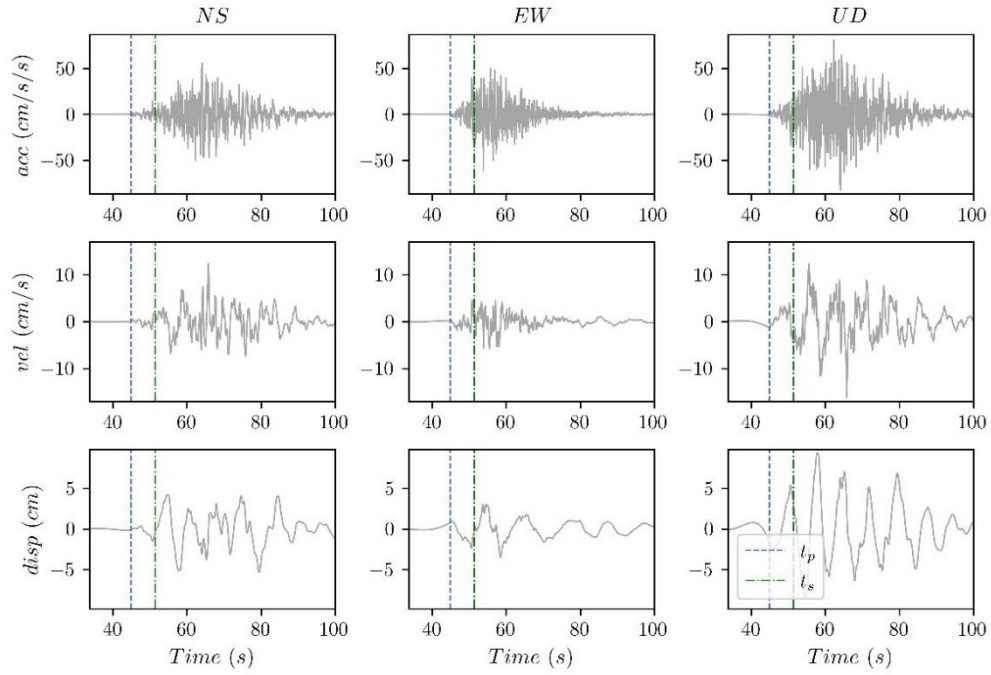 NS EW UD
acc (cm/s/s)
50 50 50
0 0 0
−50 −50 −50
40 60 80 100 40 60 80 100 40 60 80 100
vel (cm/s)
10 10 10
0 0 0
−10 −10 −10
40 60 80 100 40 60 80 100 40 60 80 100
disp (cm)
5 5 5
0 0 0
−5 −5 −5
t_p
t_s
40 60 80 100 40 60 80 100 40 60 80 100
Time (s) Time (s) Time (s)